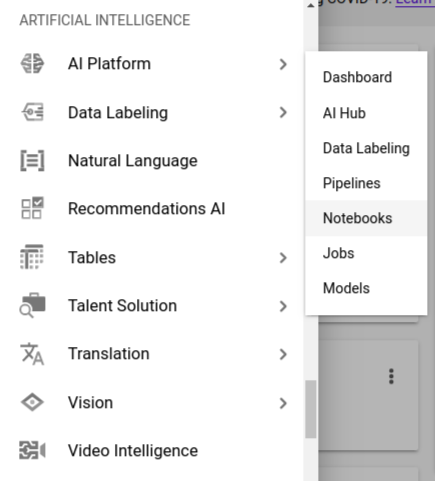 COVID-19. Learn
ARTIFICIAL INTELLIGENCE
AI Platform
Data Labeling
Natural Language
Recommendations AI
Tables
Talent Solution
Translation
Vision
Video Intelligence
Dashboard
AI Hub
Data Labeling
Pipelines
Notebooks
Jobs
Models